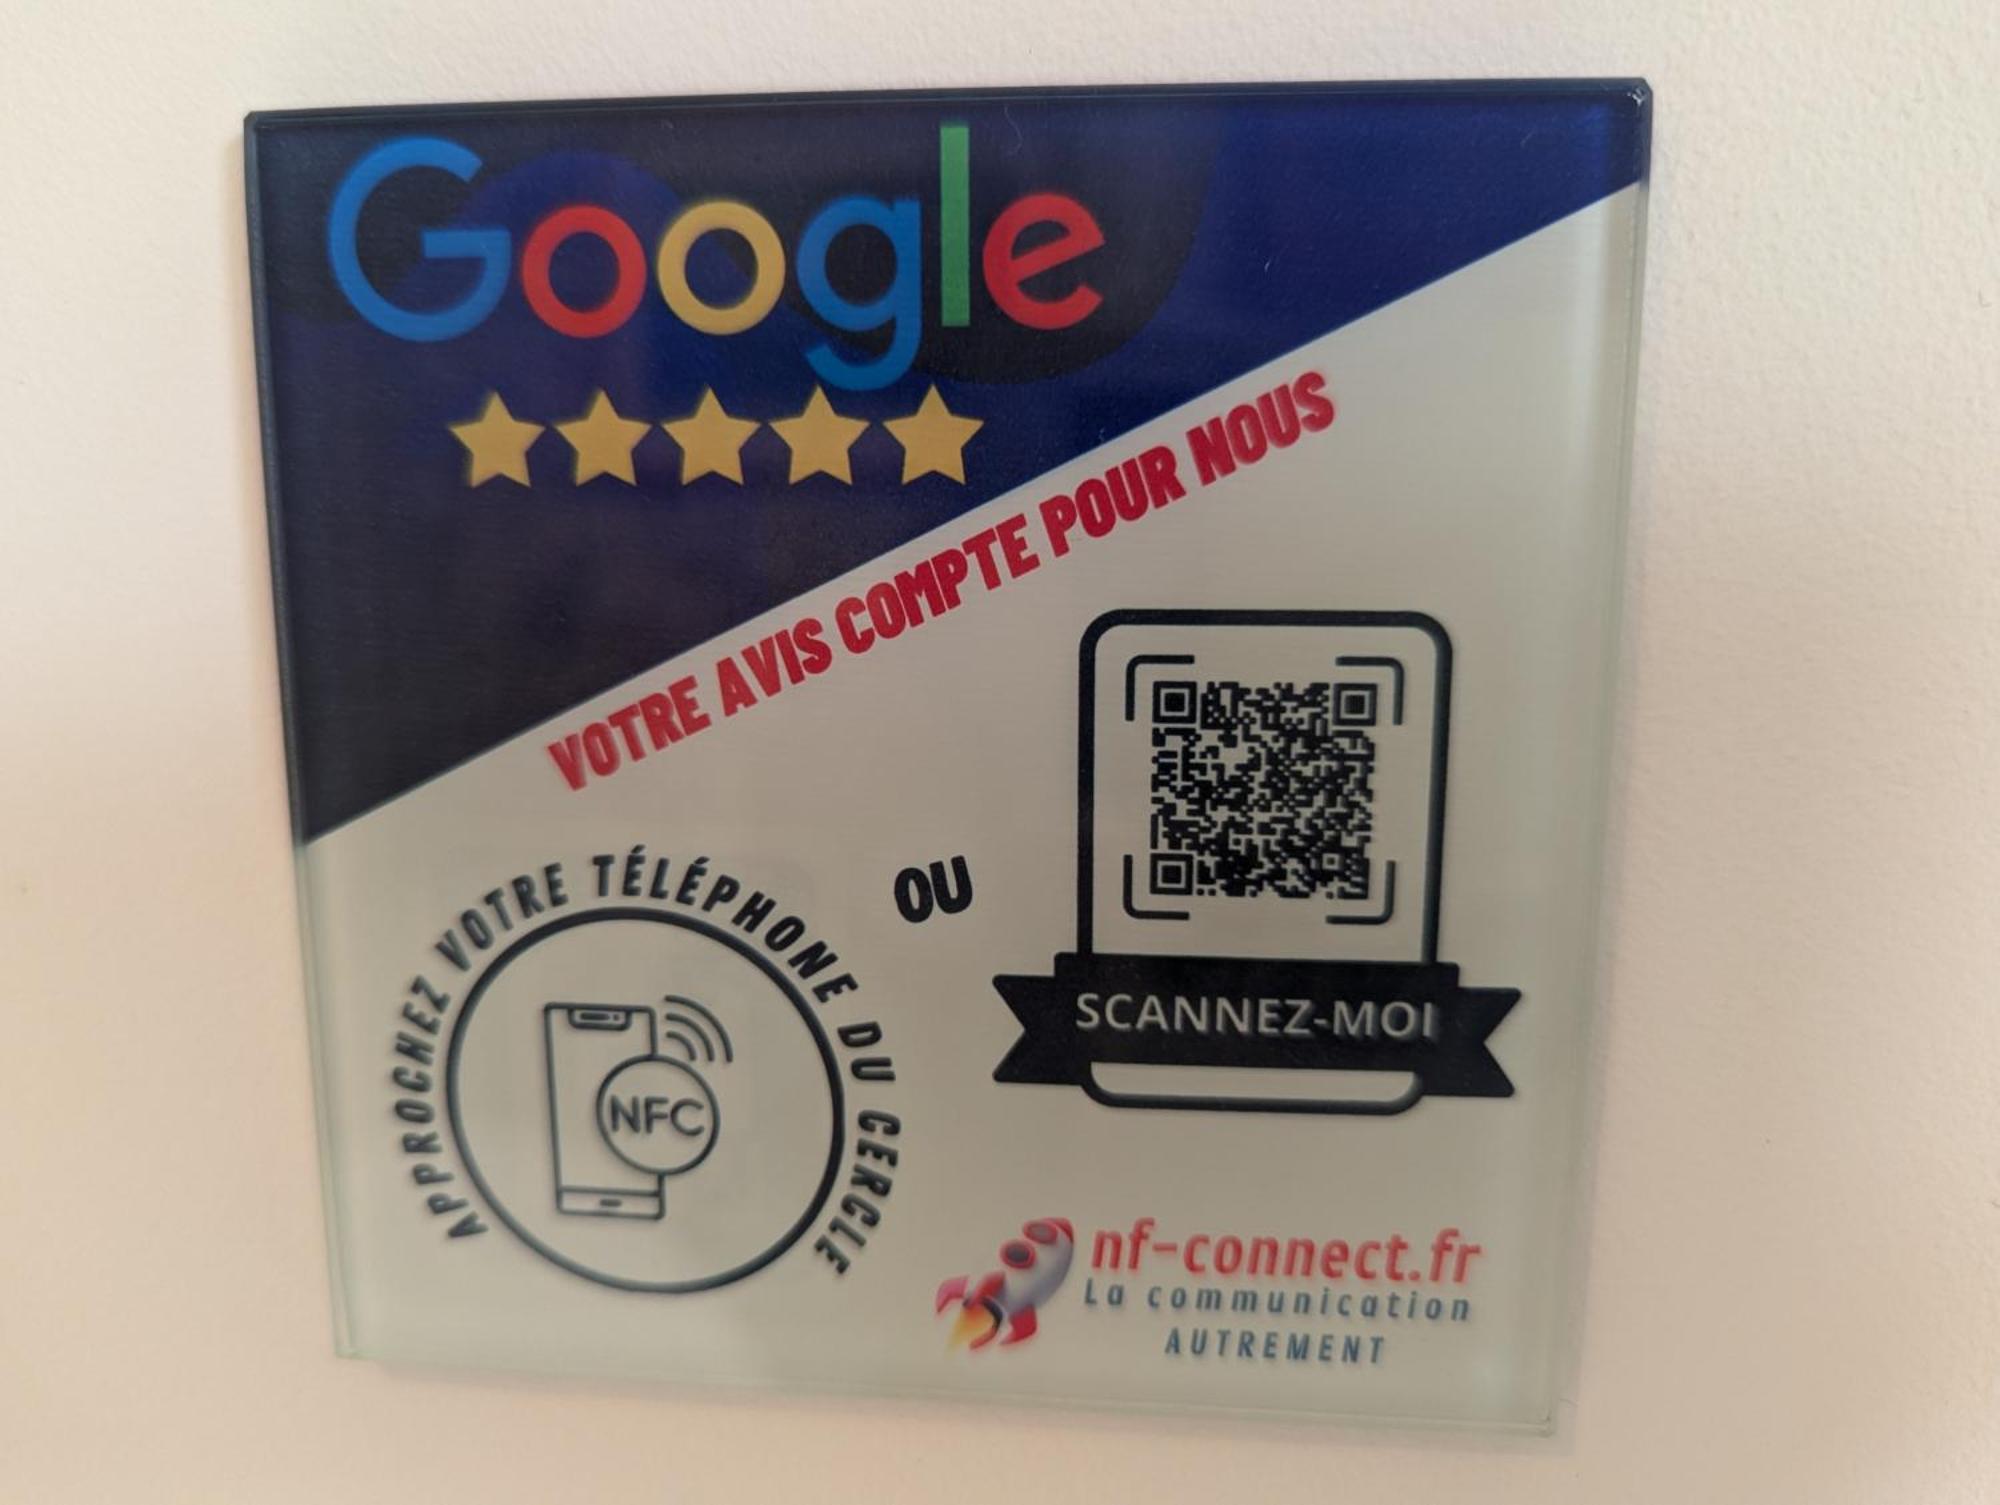 Google
VOTRE AVIS COMPTE POUR NOUS
APPROCHEZ VOTRE TÉLÉPHONE DU CERCLE
NFC
OU
SCANNEZ-MOI
nf-connect.fr
La communication
AUTREMENT